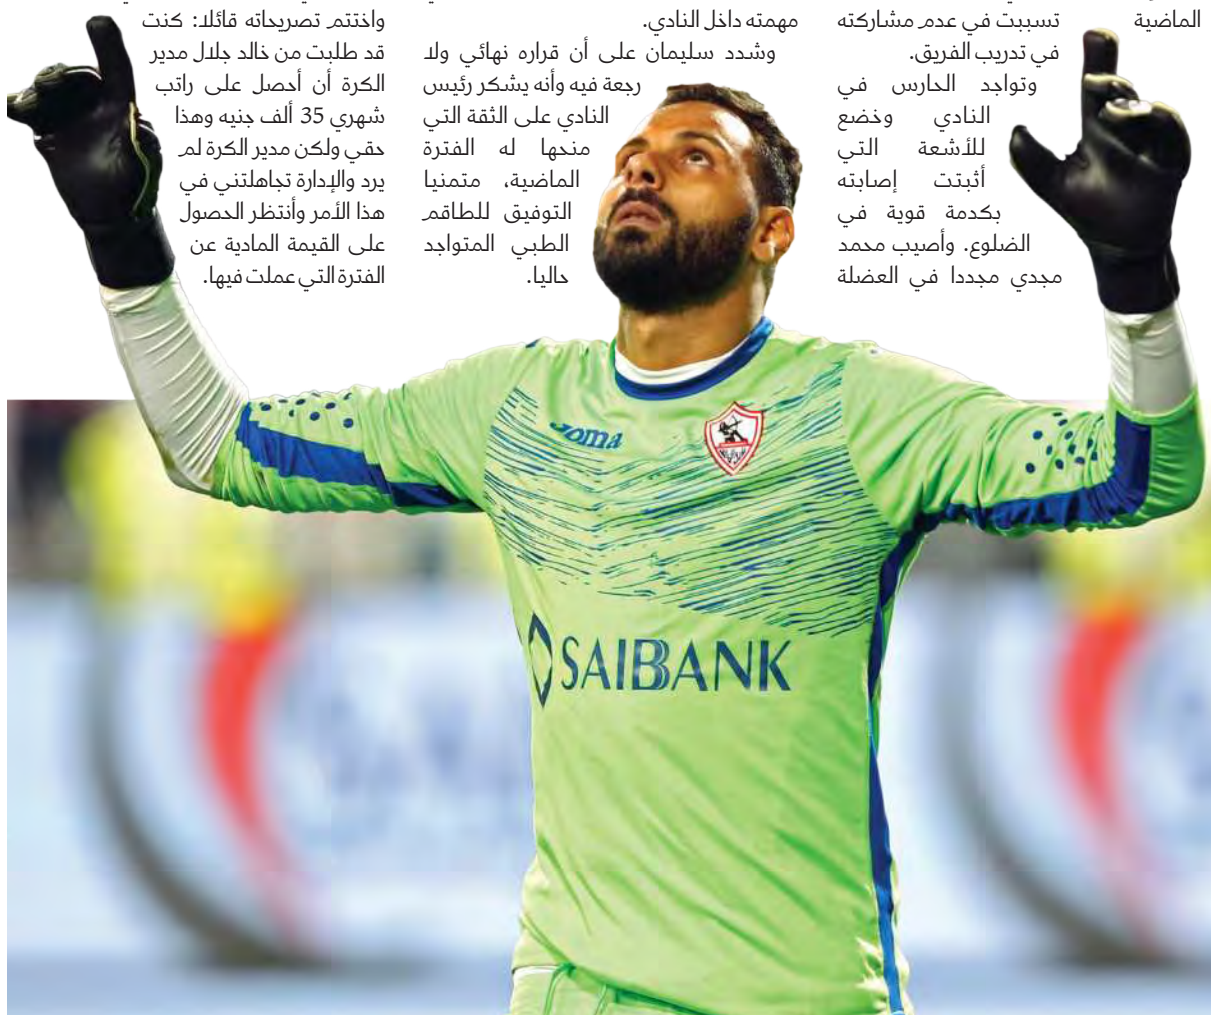 الماضية
تسببت في عدم مشاركته
في تدريب الفريق.
وتواجد الحارس في
النادي وخضع
للأشعة التي
أثبتت إصابته
بكدمة قوية في
الضلوع. وأصيب محمد
مجدي مجددا في العضلة
مهمته داخل النادي.
وشدد سليمان على أن قراره نهائي ولا
رجعة فيه وأنه يشكر رئيس
النادي على الثقة التي
منحها له الفترة
الماضية، متمنيا
التوفيق للطاقم
الطبي المتواجد
حاليا.
واختتم تصريحاته قائلا: كنت
قد طلبت من خالد جلال مدير
الكرة أن أحصل على راتب
شهري 35 ألف جنيه وهذا
حقي ولكن مدير الكرة لم
يرد والإدارة تجاهلتني في
هذا الأمر وأنتظر الحصول
على القيمة المادية عن
الفترة التي عملت فيها.
Joma
SAIBANK